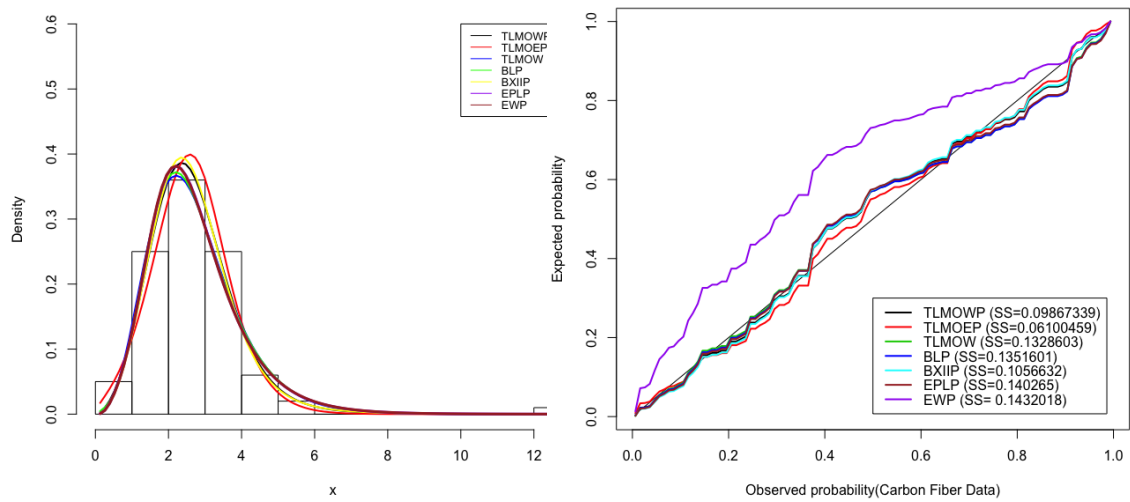 0.6
0.5
0.4
0.3
0.2
0.1
0.0
Density
0 2 4 6 8 10 12
x
TLMOWP
TLMOEP
TLMOW
BLP
BXIIP
EPLP
EWP
1.0
0.8
0.6
0.4
0.2
0.0
Expected probability
0.0 0.2 0.4 0.6 0.8 1.0
Observed probability(Carbon Fiber Data)
TLMOWP (SS=0.09867339)
TLMOEP (SS=0.06100459)
TLMOW (SS=0.1328603)
BLP (SS=0.1351601)
BXIIP (SS=0.1056632)
EPLP (SS=0.140265)
EWP (SS= 0.1432018)